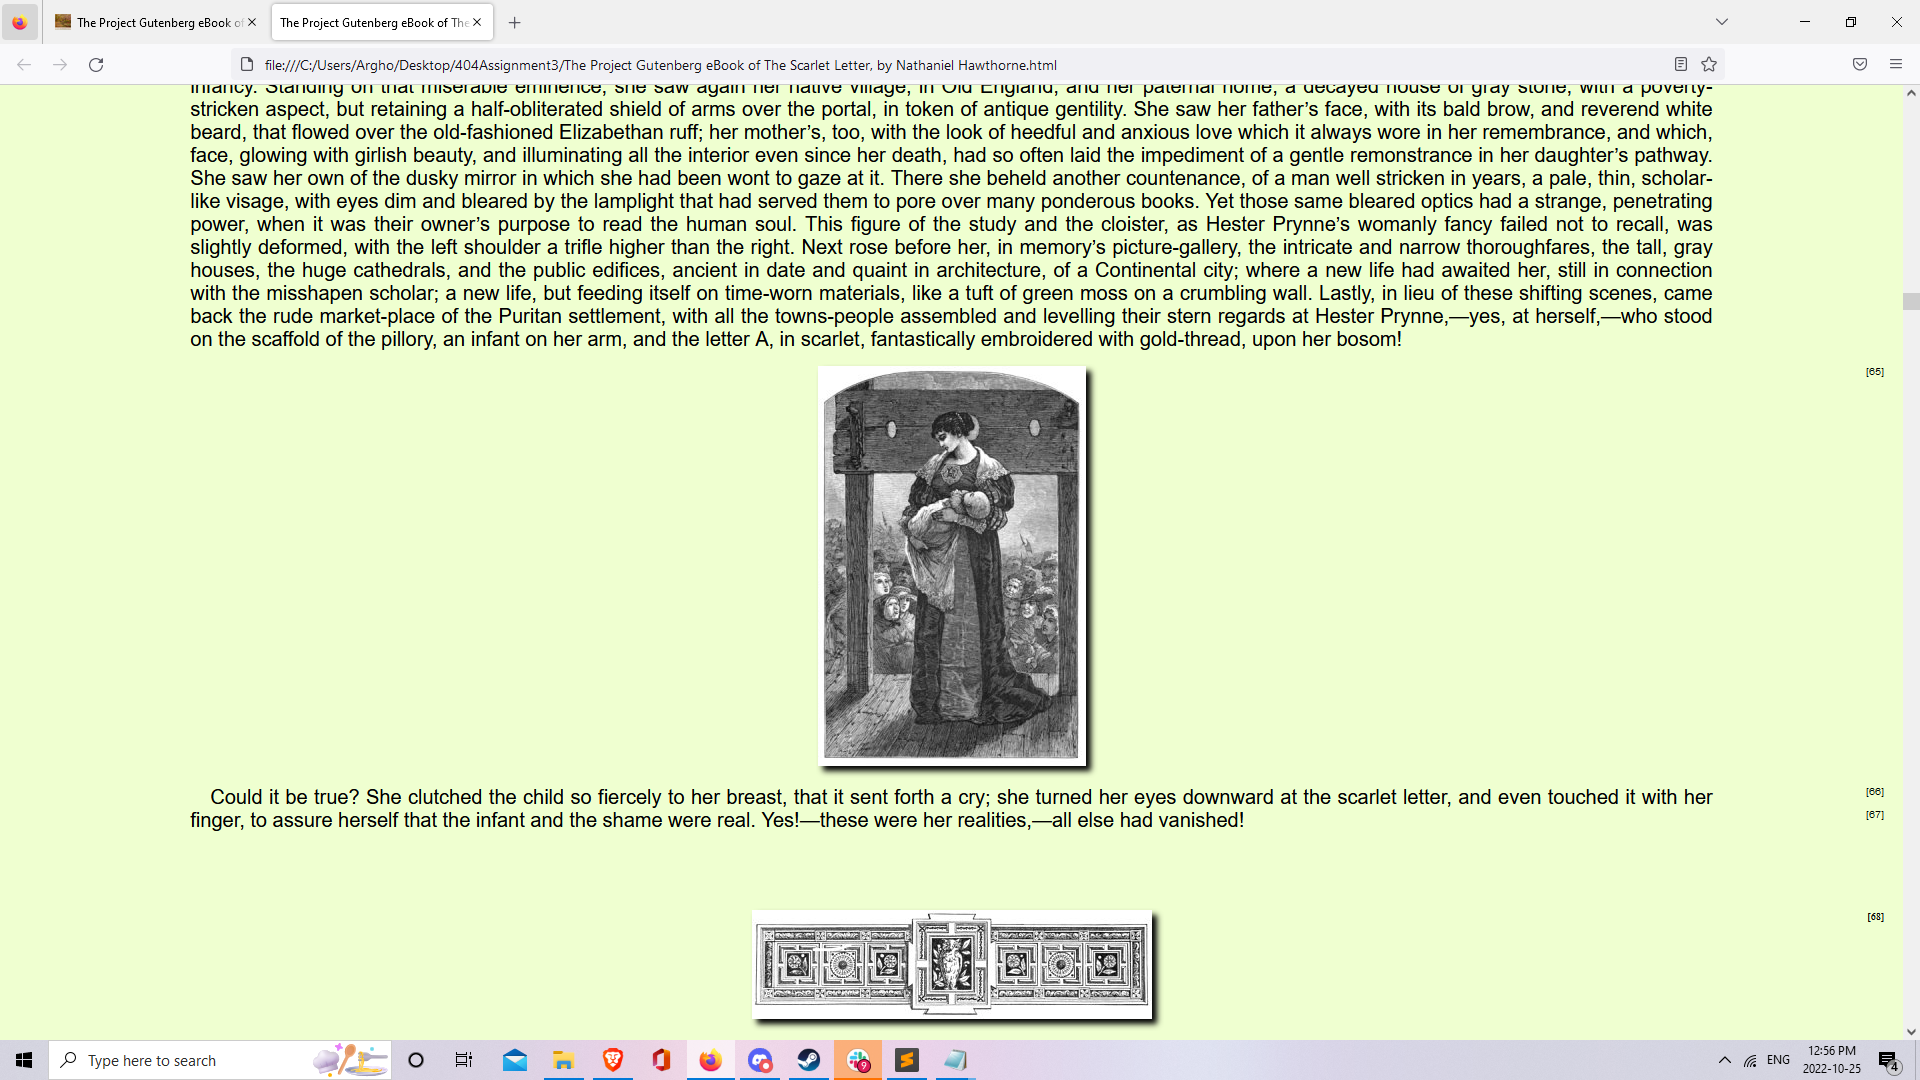 The Project Gutenberg eBook of
The Project Gutenberg eBook of The
file:///C:/Users/Argho/Desktop/404Assignment3/The Project Gutenberg eBook of The Scarlet Letter, by Nathaniel Hawthorne.html
infancy. Standing on that miserable eminence, she saw again her native village, in Old England, and her paternal home; a decayed house of gray stone, with a poverty-
stricken aspect, but retaining a half-obliterated shield of arms over the portal, in token of antique gentility. She saw her father’s face, with its bald brow, and reverend white
beard, that flowed over the old-fashioned Elizabethan ruff; her mother’s, too, with the look of heedful and anxious love which it always wore in her remembrance, and which,
face, glowing with girlish beauty, and illuminating all the interior even since her death, had so often laid the impediment of a gentle remonstrance in her daughter’s pathway.
She saw her own of the dusky mirror in which she had been wont to gaze at it. There she beheld another countenance, of a man well stricken in years, a pale, thin, scholar-
like visage, with eyes dim and bleared by the lamplight that had served them to pore over many ponderous books. Yet those same bleared optics had a strange, penetrating
power, when it was their owner’s purpose to read the human soul. This figure of the study and the cloister, as Hester Prynne’s womanly fancy failed not to recall, was
slightly deformed, with the left shoulder a trifle higher than the right. Next rose before her, in memory’s picture-gallery, the intricate and narrow thoroughfares, the tall, gray
houses, the huge cathedrals, and the public edifices, ancient in date and quaint in architecture, of a Continental city; where a new life had awaited her, still in connection
with the misshapen scholar; a new life, but feeding itself on time-worn materials, like a tuft of green moss on a crumbling wall. Lastly, in lieu of these shifting scenes, came
back the rude market-place of the Puritan settlement, with all the towns-people assembled and levelling their stern regards at Hester Prynne,—yes, at herself,—who stood
on the scaffold of the pillory, an infant on her arm, and the letter A, in scarlet, fantastically embroidered with gold-thread, upon her bosom!
[65]
Could it be true? She clutched the child so fiercely to her breast, that it sent forth a cry; she turned her eyes downward at the scarlet letter, and even touched it with her
[66]
finger, to assure herself that the infant and the shame were real. Yes!—these were her realities,—all else had vanished!
[67]
[68]
Type here to search
9
ENG
12:56 PM
2022-10-25
4